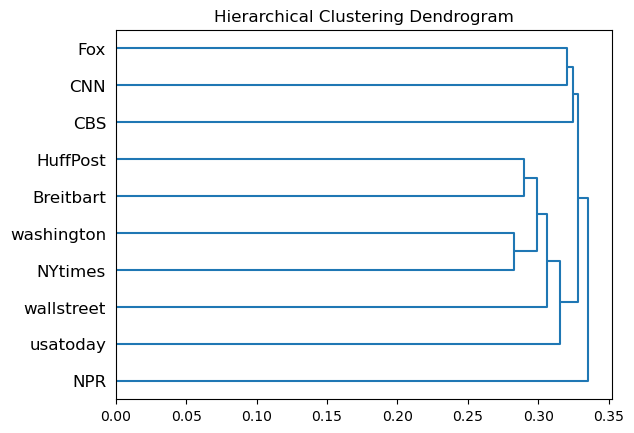 Hierarchical Clustering Dendrogram
Fox
CNN
CBS
HuffPost
Breitbart
washington
NYtimes
wallstreet
usatoday
NPR
0.00 0.05 0.10 0.15 0.20 0.25 0.30 0.35